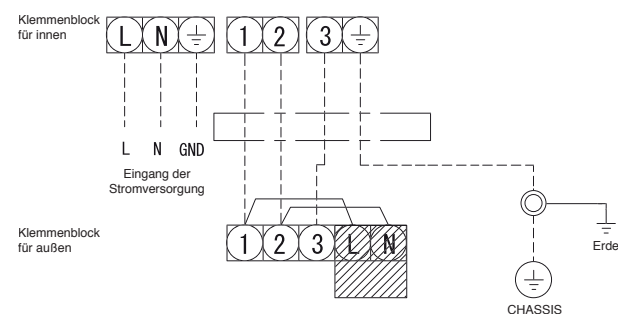 Klemmenblock
für innen
L N
1 2
3
L N GND
Eingang der
Stromversorgung
Klemmenblock
für außen
1 2 3 L N
Erde
CHASSIS